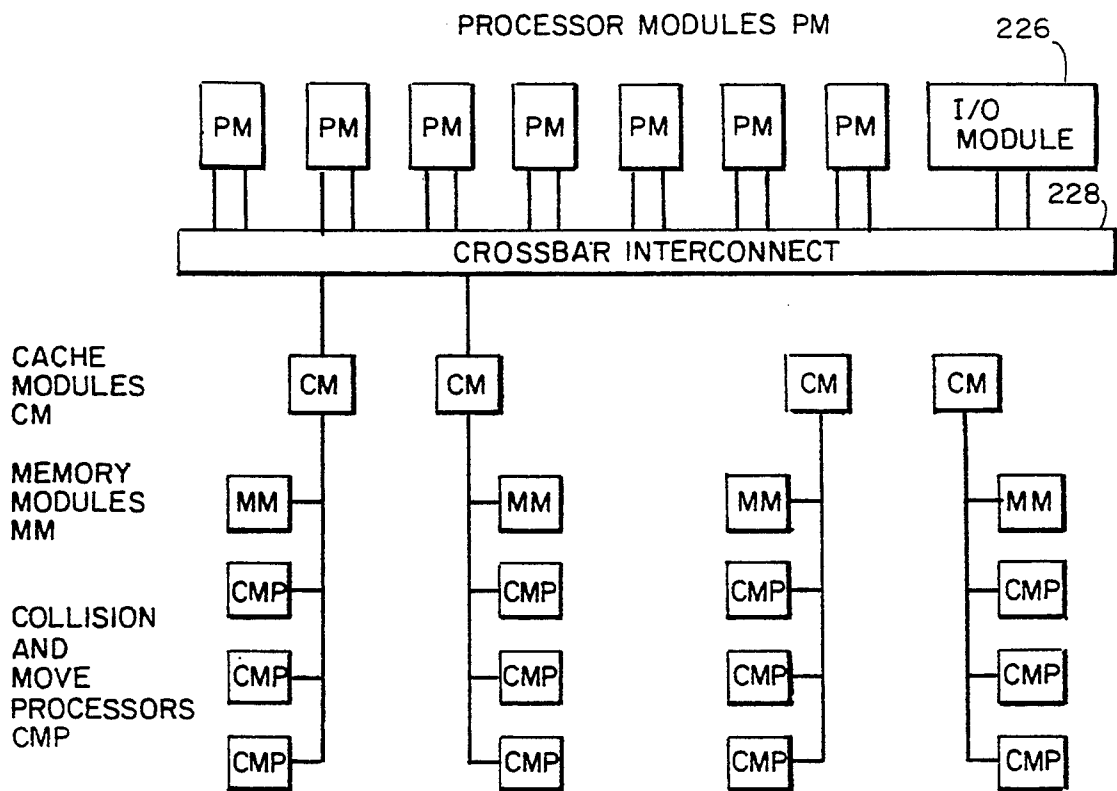 PROCESSOR MODULES PM
226
PM PM PM PM PM PM PM I/O
MODULE
228
CROSSBAR INTERCONNECT
CACHE
MODULES
CM
CM CM CM CM
MEMORY
MODULES
MM
MM MM MM MM
CMP CMP CMP CMP
COLLISION
AND
MOVE
PROCESSORS
CMP
CMP CMP CMP CMP
CMP CMP CMP CMP